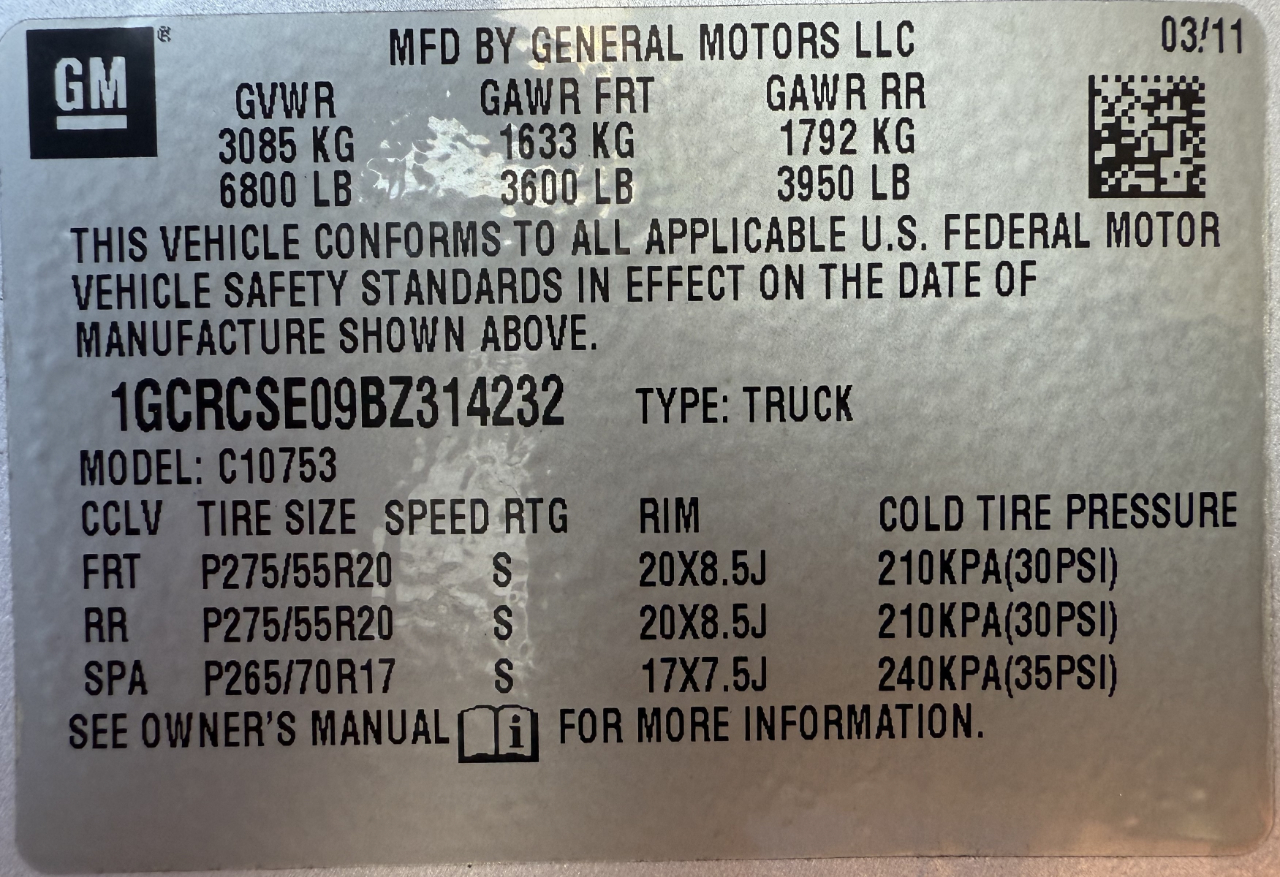 GM ® MFD BY GENERAL MOTORS LLC 03/11
GVWR GAWR FRT GAWR RR
3085 KG 1633 KG 1792 KG
6800 LB 3600 LB 3950 LB
THIS VEHICLE CONFORMS TO ALL APPLICABLE U.S. FEDERAL MOTOR
VEHICLE SAFETY STANDARDS IN EFFECT ON THE DATE OF
MANUFACTURE SHOWN ABOVE.
1GCRCSE09BZ314232 TYPE: TRUCK
MODEL: C10753
CCLV TIRE SIZE SPEED RTG RIM COLD TIRE PRESSURE
FRT P275/55R20 S 20X8.5J 210KPA(30PSI)
RR P275/55R20 S 20X8.5J 210KPA(30PSI)
SPA P265/70R17 S 17X7.5J 240KPA(35PSI)
SEE OWNER'S MANUAL i FOR MORE INFORMATION.